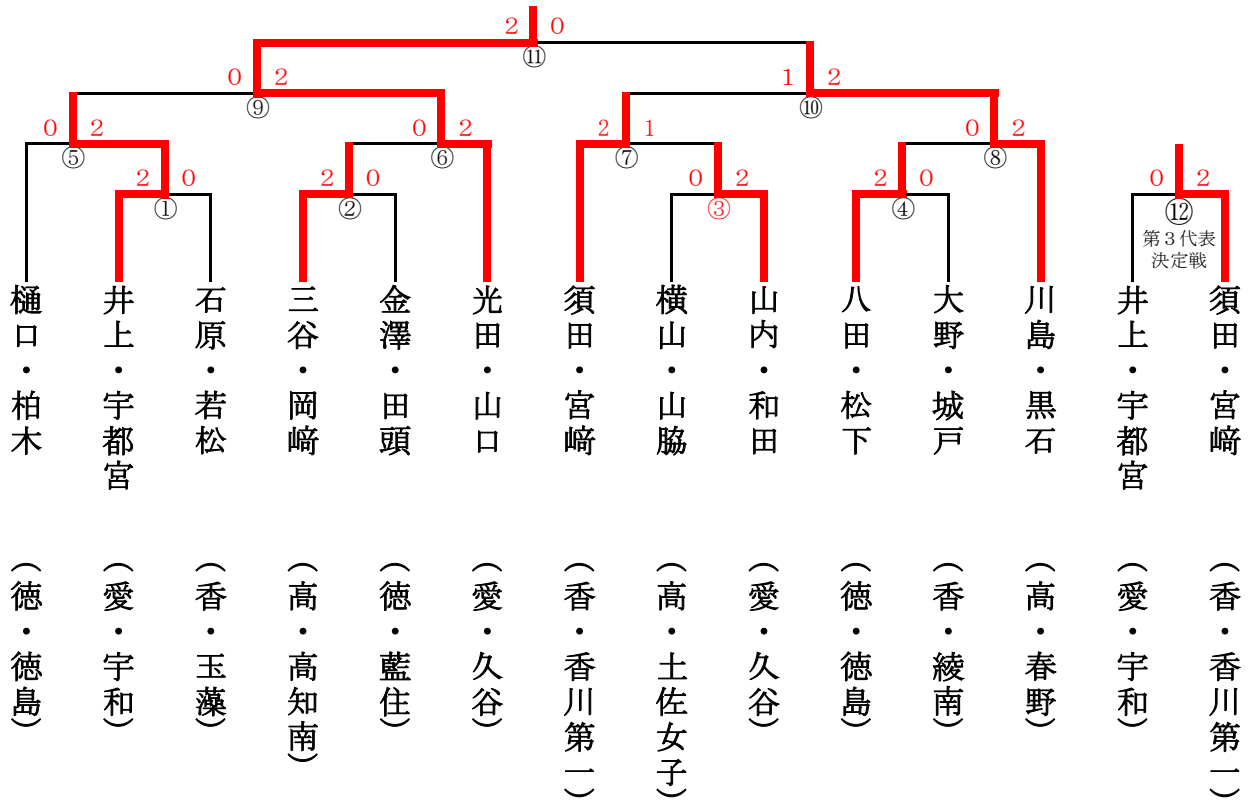 2 0
⑪
0 2
⑨
1 2
⑩
0 2
⑤
0 2
⑥
2 1
⑦
0 2
⑧
2 0
①
2 0
②
0 2
③
2 0
④
0 2
⑫
第3代表
決定戦
樋口・柏木 (徳・徳島)
井上・宇都宮 (愛・宇和)
石原・若松 (香・玉藻)
三谷・岡﨑 (高・高知南)
金澤・田頭 (徳・藍住)
光田・山口 (愛・久谷)
須田・宮﨑 (香・香川第一)
横山・山脇 (高・土佐女子)
山内・和田 (愛・久谷)
八田・松下 (徳・徳島)
大野・城戸 (香・綾南)
川島・黒石 (高・春野)
井上・宇都宮 (愛・宇和)
須田・宮﨑 (香・香川第一)